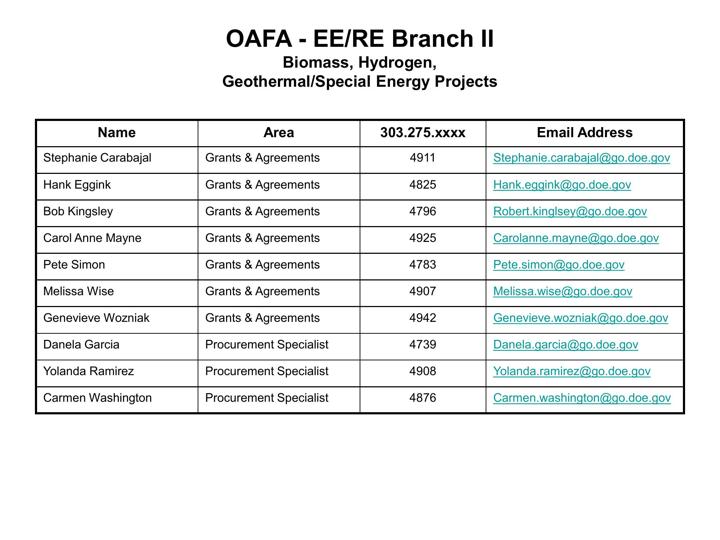 OAFA - EE/RE Branch II
Biomass, Hydrogen,
Geothermal/Special Energy Projects
Name Area 303.275.xxxx Email Address
Stephanie Carabajal Grants & Agreements 4911 Stephanie.carabajal@go.doe.gov
Hank Eggink Grants & Agreements 4825 Hank.eggink@go.doe.gov
Bob Kingsley Grants & Agreements 4796 Robert.kinglsey@go.doe.gov
Carol Anne Mayne Grants & Agreements 4925 Carolanne.mayne@go.doe.gov
Pete Simon Grants & Agreements 4783 Pete.simon@go.doe.gov
Melissa Wise Grants & Agreements 4907 Melissa.wise@go.doe.gov
Genevieve Wozniak Grants & Agreements 4942 Genevieve.wozniak@go.doe.gov
Danela Garcia Procurement Specialist 4739 Danela.garcia@go.doe.gov
Yolanda Ramirez Procurement Specialist 4908 Yolanda.ramirez@go.doe.gov
Carmen Washington Procurement Specialist 4876 Carmen.washington@go.doe.gov